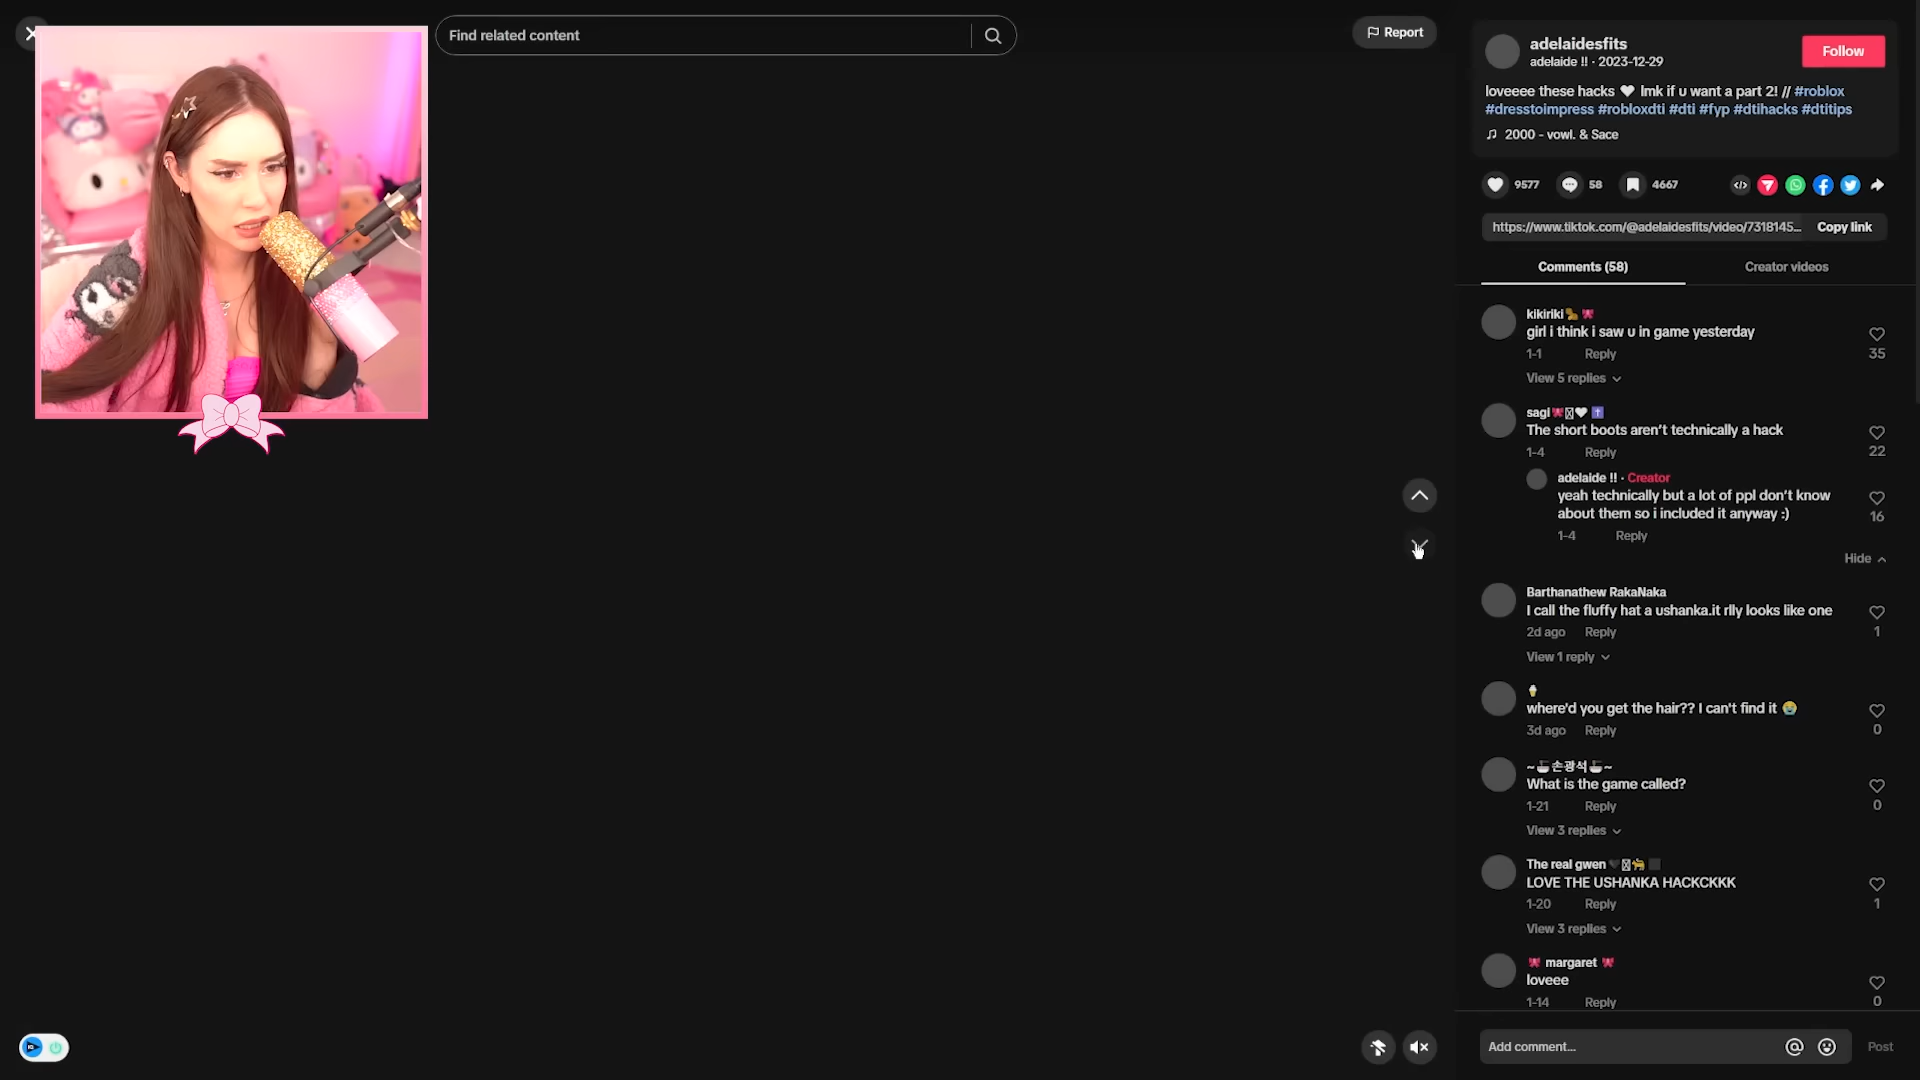 Find related content
Report
adelaidesfits
adelaide !! · 2023-12-29
Follow
loveeee these hacks 🤍 lmk if u want a part 2! // #roblox
#dresstoimpress #robloxdti #dti #fyp #dtihacks #dtitips
♫ 2000 - vowl. & Sace
9577
58
4667
https://www.tiktok.com/@adelaidesfits/video/7318145...
Copy link
Comments (58)
Creator videos
kikiriki🐆🎀
girl i think i saw u in game yesterday
35
1-1 Reply
View 5 replies
sagi🎀🤍✝️
The short boots aren't technically a hack
22
1-4 Reply
adelaide !! · Creator
yeah technically but a lot of ppl don't know
about them so i included it anyway :)
16
1-4 Reply
Hide
Barthanathew RakaNaka
I call the fluffy hat a ushanka.it rlly looks like one
1
2d ago Reply
View 1 reply
🍦
where'd you get the hair?? I can't find it 😭
0
3d ago Reply
~손광석~
What is the game called?
0
1-21 Reply
View 3 replies
The real gwen
LOVE THE USHANKA HACKCKKK
1
1-20 Reply
View 3 replies
🎀 margaret 🎀
loveee
0
1-14 Reply
Add comment...
Post